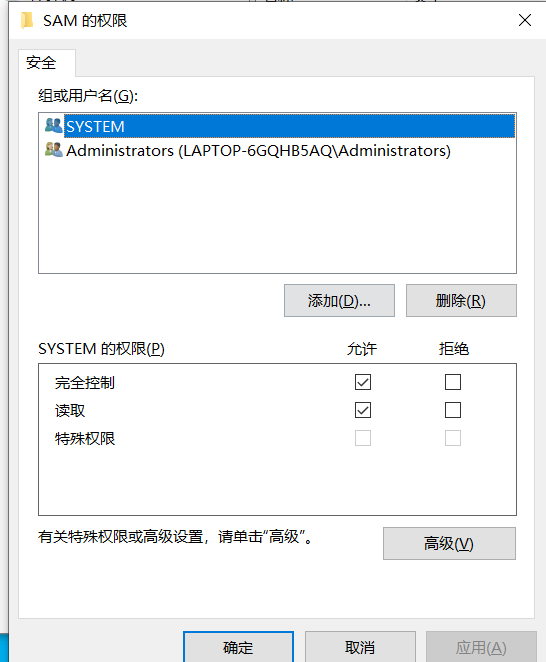 SAM 的权限
安全
组或用户名(G):
SYSTEM
Administrators (LAPTOP-6GQHB5AQ\Administrators)
添加(D)...
删除(R)
SYSTEM 的权限(P)
允许
拒绝
完全控制
读取
特殊权限
有关特殊权限或高级设置，请单击“高级”。
高级(V)
确定
取消
应用(A)